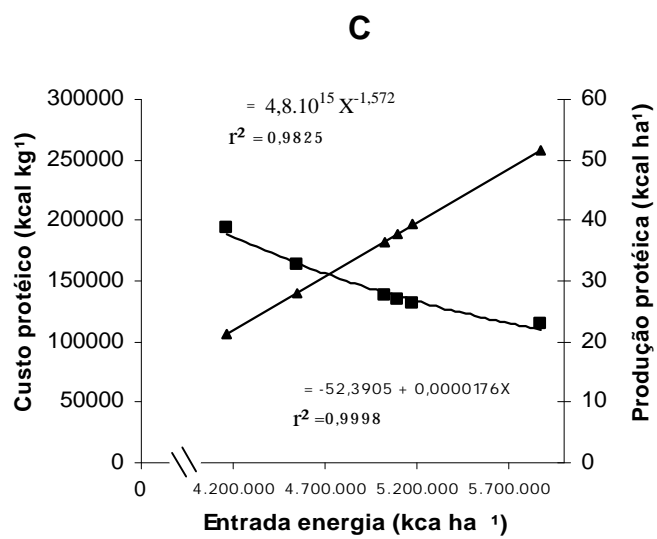 C
= 4,8.10¹⁵ X⁻¹,⁵⁷²
r² = 0,9825
Custo protéico (kcal kg¹)
300000
250000
200000
150000
100000
50000
0
60
50
40
30
20
10
0
Produção protéica (kcal ha¹)
= -52,3905 + 0,0000176X
r² =0,9998
0
4.200.000
4.700.000
5.200.000
5.700.000
Entrada energia (kca ha ¹)